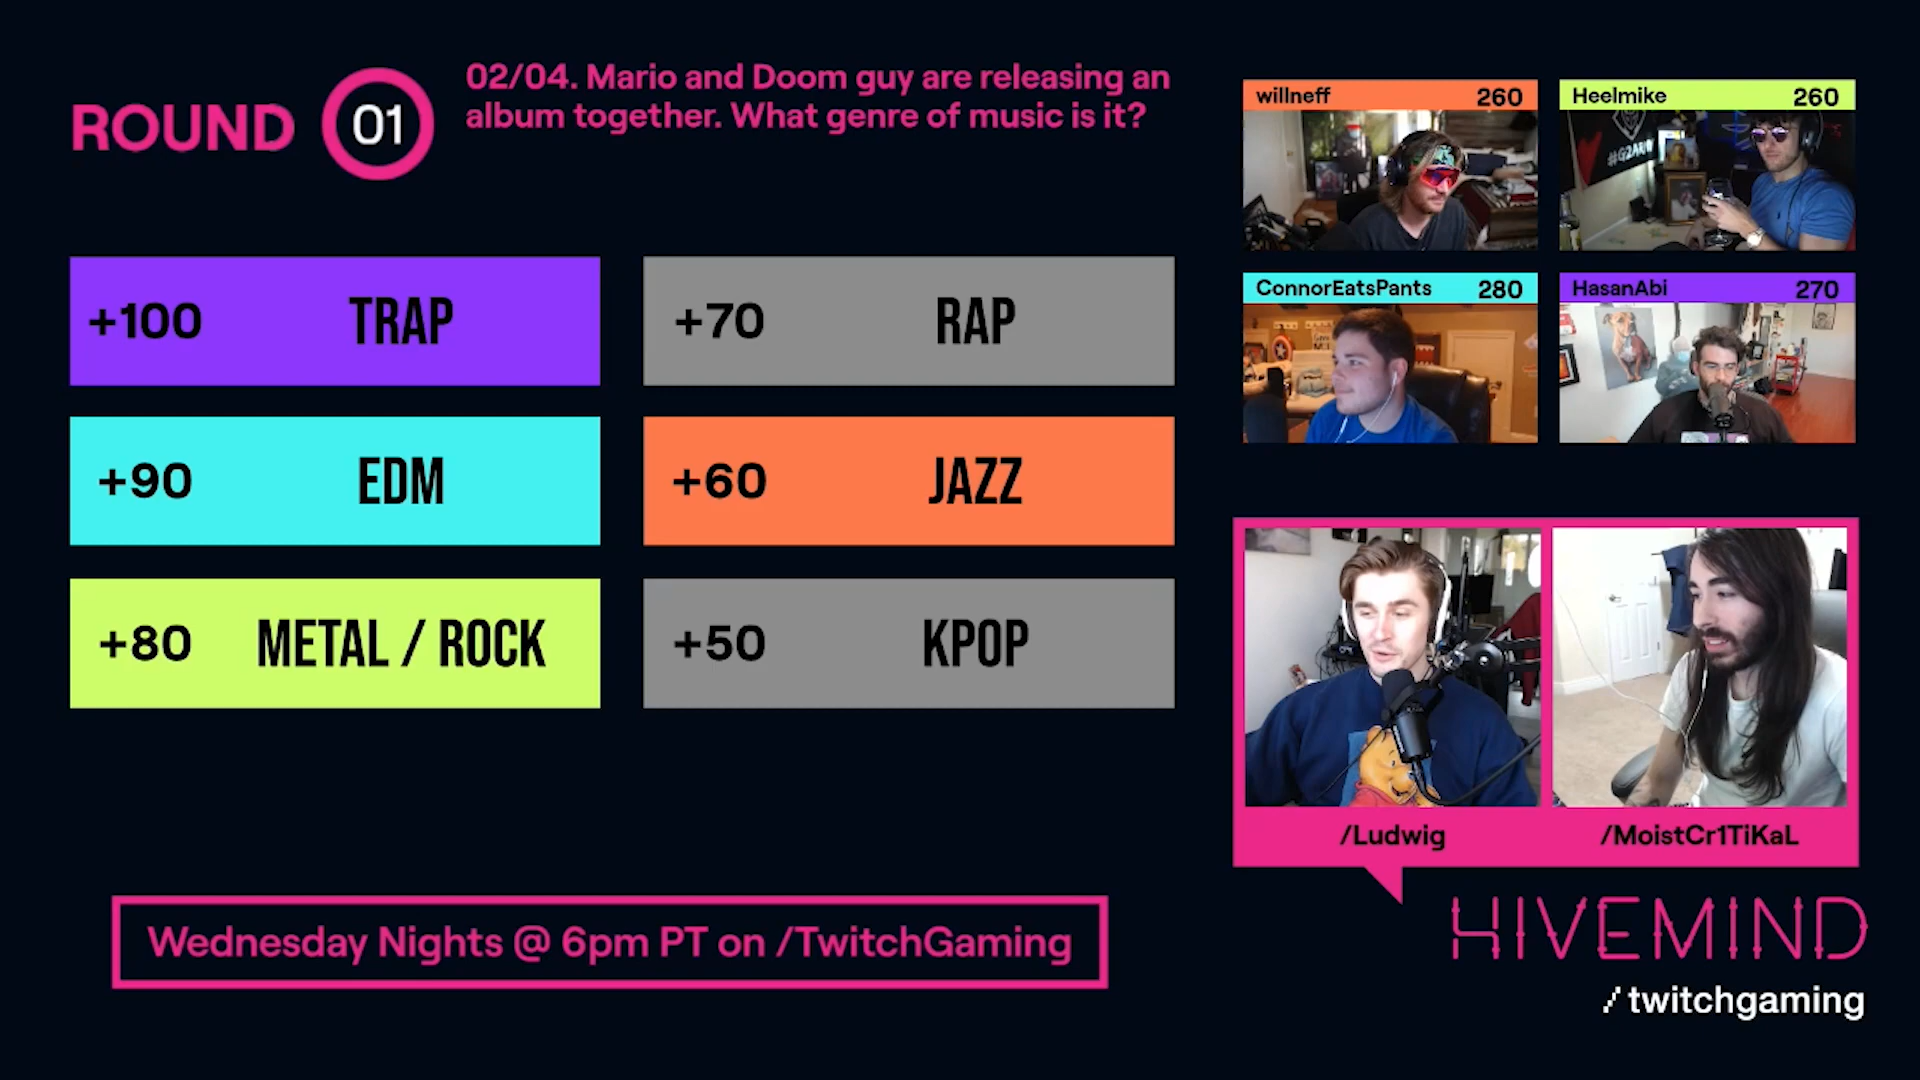 ROUND 01
02/04. Mario and Doom guy are releasing an
album together. What genre of music is it?
+100 TRAP
+70 RAP
+90 EDM
+60 JAZZ
+80 METAL / ROCK
+50 KPOP
willneff 260
Heelmike 260
#G2ARMY
ConnorEatsPants 280
HasanAbi 270
/Ludwig
/MoistCr1TiKaL
Wednesday Nights @ 6pm PT on /TwitchGaming
HIVEMIND
/twitchgaming